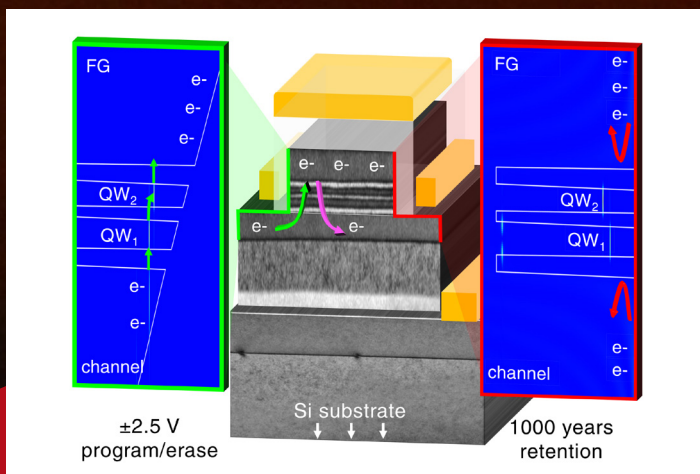 FG
e-
e-
e-
QW2
QW1
e-
e-
channel
±2.5 V
program/erase
e- e- e-
e- e-
Si substrate
FG
e-
e-
e-
QW2
QW1
e-
e-
channel
1000 years
retention